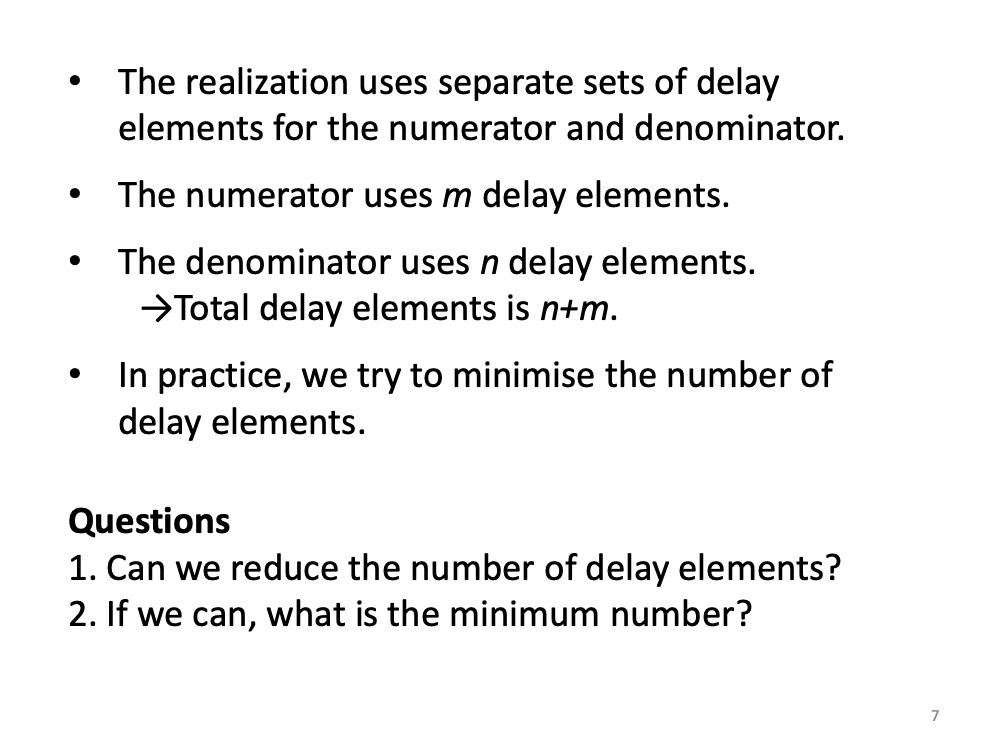 • The realization uses separate sets of delay
elements for the numerator and denominator.
• The numerator uses m delay elements.
• The denominator uses n delay elements.
→Total delay elements is n+m.
• In practice, we try to minimise the number of
delay elements.
Questions
1. Can we reduce the number of delay elements?
2. If we can, what is the minimum number?
7